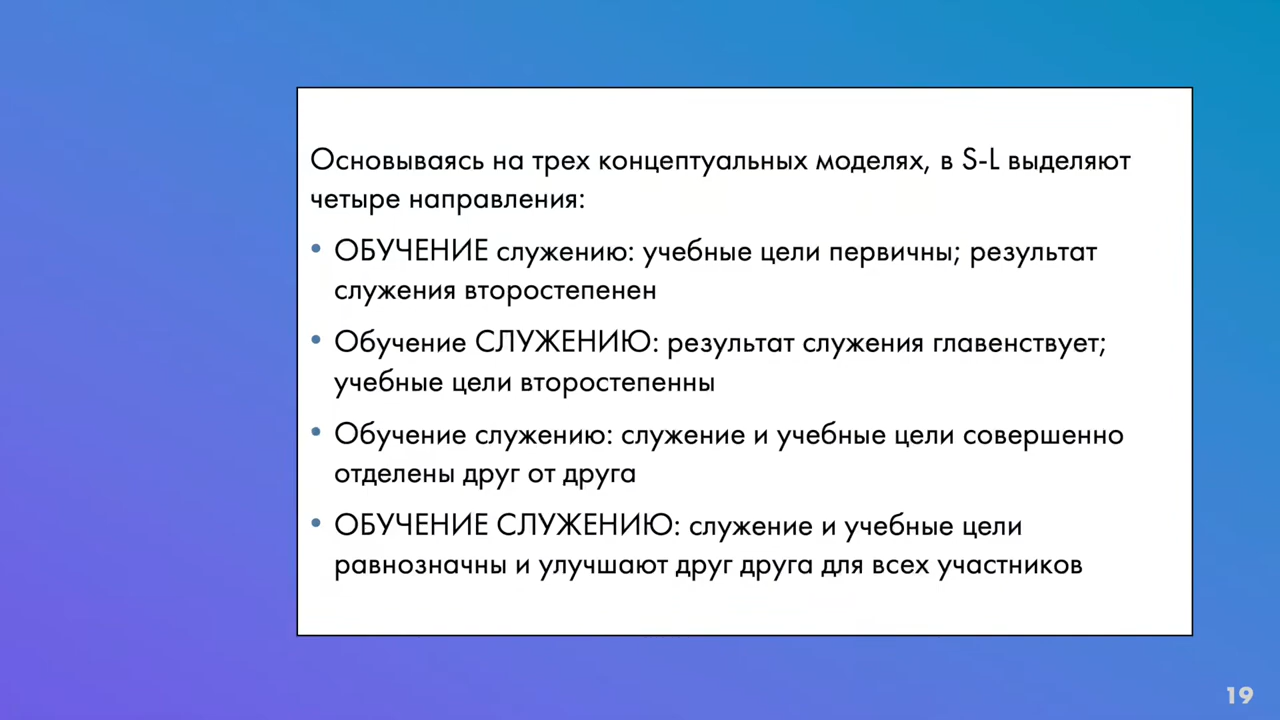 Основываясь на трех концептуальных моделях, в S-L выделяют
четыре направления:
• ОБУЧЕНИЕ служению: учебные цели первичны; результат
служения второстепенен
• Обучение СЛУЖЕНИЮ: результат служения главенствует;
учебные цели второстепенны
• Обучение служению: служение и учебные цели совершенно
отделены друг от друга
• ОБУЧЕНИЕ СЛУЖЕНИЮ: служение и учебные цели
равнозначны и улучшают друг друга для всех участников
19